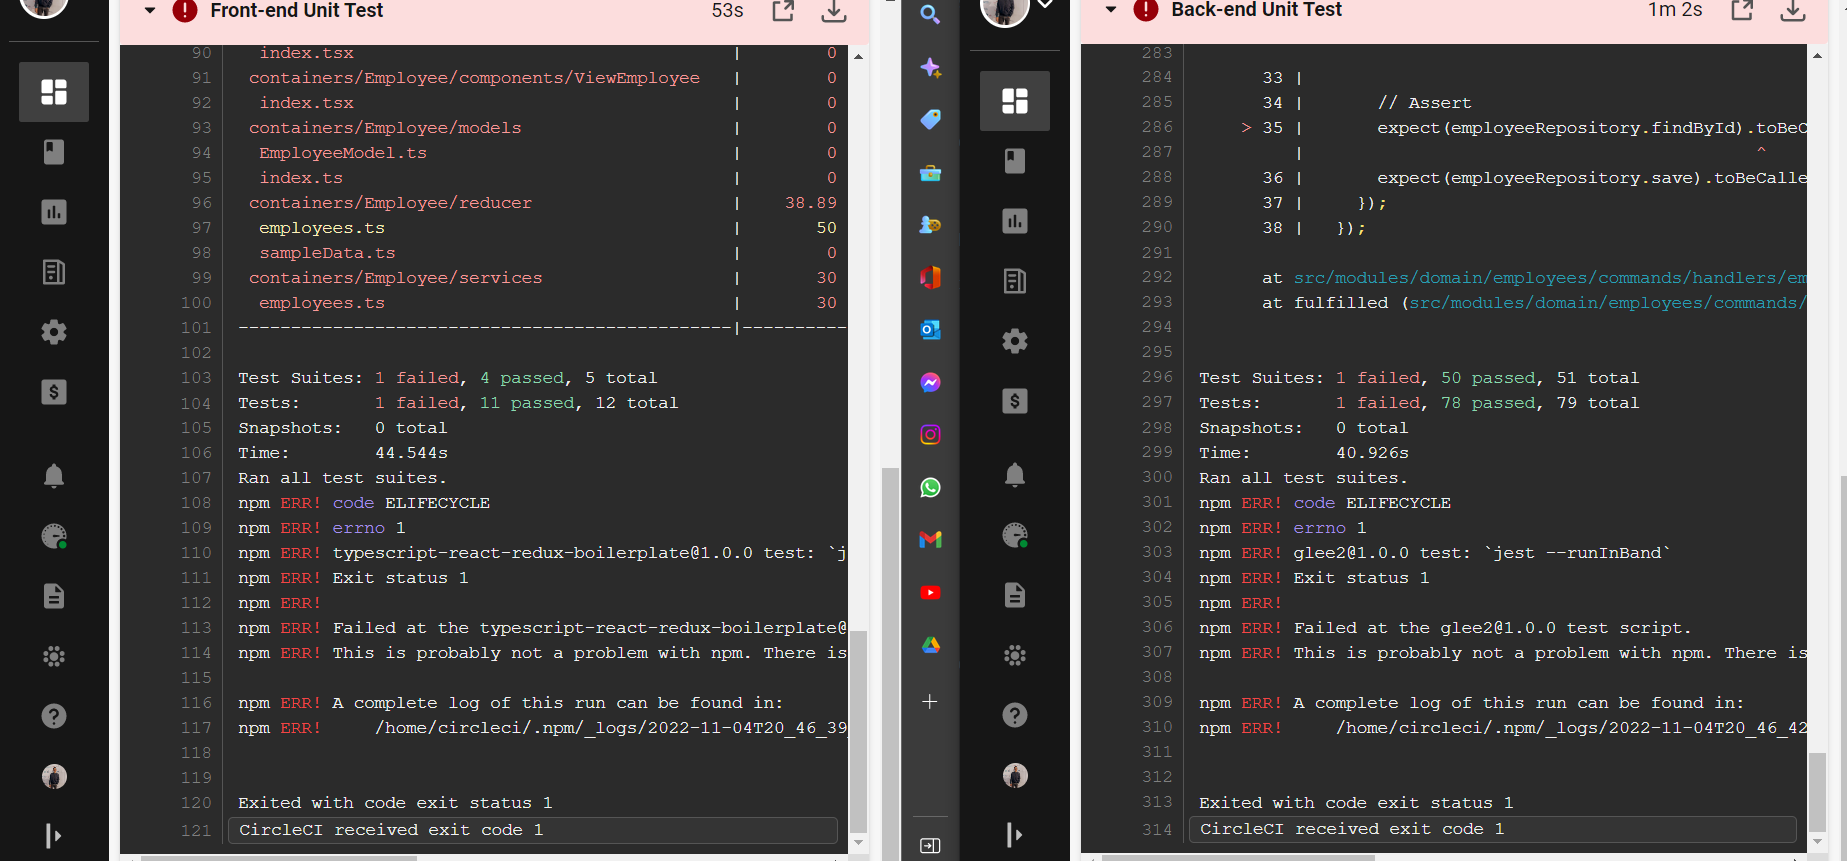 Front-end Unit Test
53s
90 index.tsx | 0
91 containers/Employee/components/ViewEmployee | 0
92 index.tsx | 0
93 containers/Employee/models | 0
94 EmployeeModel.ts | 0
95 index.ts | 0
96 containers/Employee/reducer | 38.89
97 employees.ts | 50
98 sampleData.ts | 0
99 containers/Employee/services | 30
100 employees.ts | 30
101 -----------------------------------------------|----------
102
103 Test Suites: 1 failed, 4 passed, 5 total
104 Tests: 1 failed, 11 passed, 12 total
105 Snapshots: 0 total
106 Time: 44.544s
107 Ran all test suites.
108 npm ERR! code ELIFECYCLE
109 npm ERR! errno 1
110 npm ERR! typescript-react-redux-boilerplate@1.0.0 test: `j
111 npm ERR! Exit status 1
112 npm ERR!
113 npm ERR! Failed at the typescript-react-redux-boilerplate@
114 npm ERR! This is probably not a problem with npm. There is
115
116 npm ERR! A complete log of this run can be found in:
117 npm ERR! /home/circleci/.npm/_logs/2022-11-04T20_46_39_
118
119
120 Exited with code exit status 1
121 CircleCI received exit code 1
Back-end Unit Test
1m 2s
283
284 33 |
285 34 | // Assert
286 > 35 | expect(employeeRepository.findById).toBeC
287 | ^
288 36 | expect(employeeRepository.save).toBeCalle
289 37 | });
290 38 | });
291
292 at src/modules/domain/employees/commands/handlers/em
293 at fulfilled (src/modules/domain/employees/commands/
294
295
296 Test Suites: 1 failed, 50 passed, 51 total
297 Tests: 1 failed, 78 passed, 79 total
298 Snapshots: 0 total
299 Time: 40.926s
300 Ran all test suites.
301 npm ERR! code ELIFECYCLE
302 npm ERR! errno 1
303 npm ERR! glee2@1.0.0 test: `jest --runInBand`
304 npm ERR! Exit status 1
305 npm ERR!
306 npm ERR! Failed at the glee2@1.0.0 test script.
307 npm ERR! This is probably not a problem with npm. There is
308
309 npm ERR! A complete log of this run can be found in:
310 npm ERR! /home/circleci/.npm/_logs/2022-11-04T20_46_42
311
312
313 Exited with code exit status 1
314 CircleCI received exit code 1